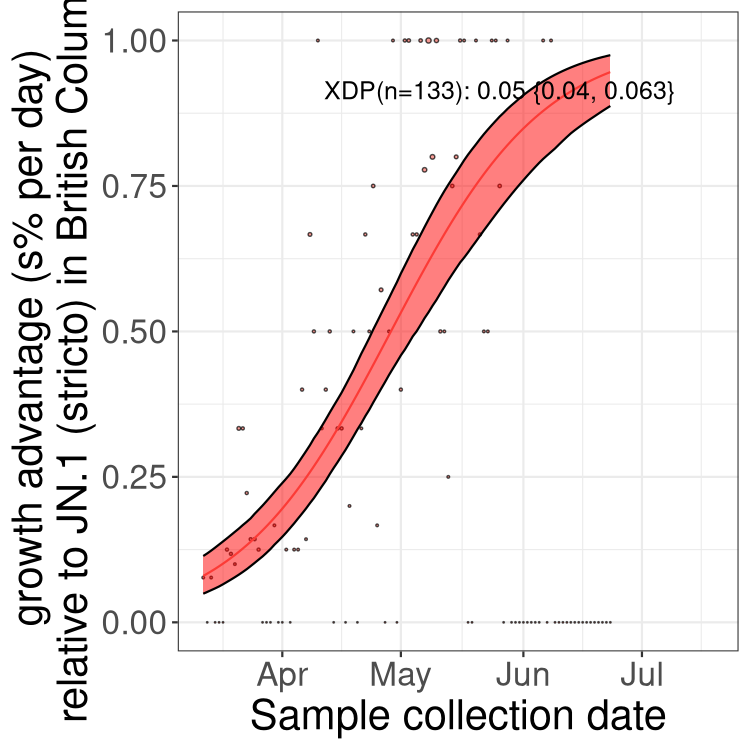 growth advantage (s% per day)
relative to JN.1 (stricto) in British Colum
1.00
0.75
0.50
0.25
0.00
XDP(n=133): 0.05 {0.04, 0.063}
Apr May Jun Jul
Sample collection date